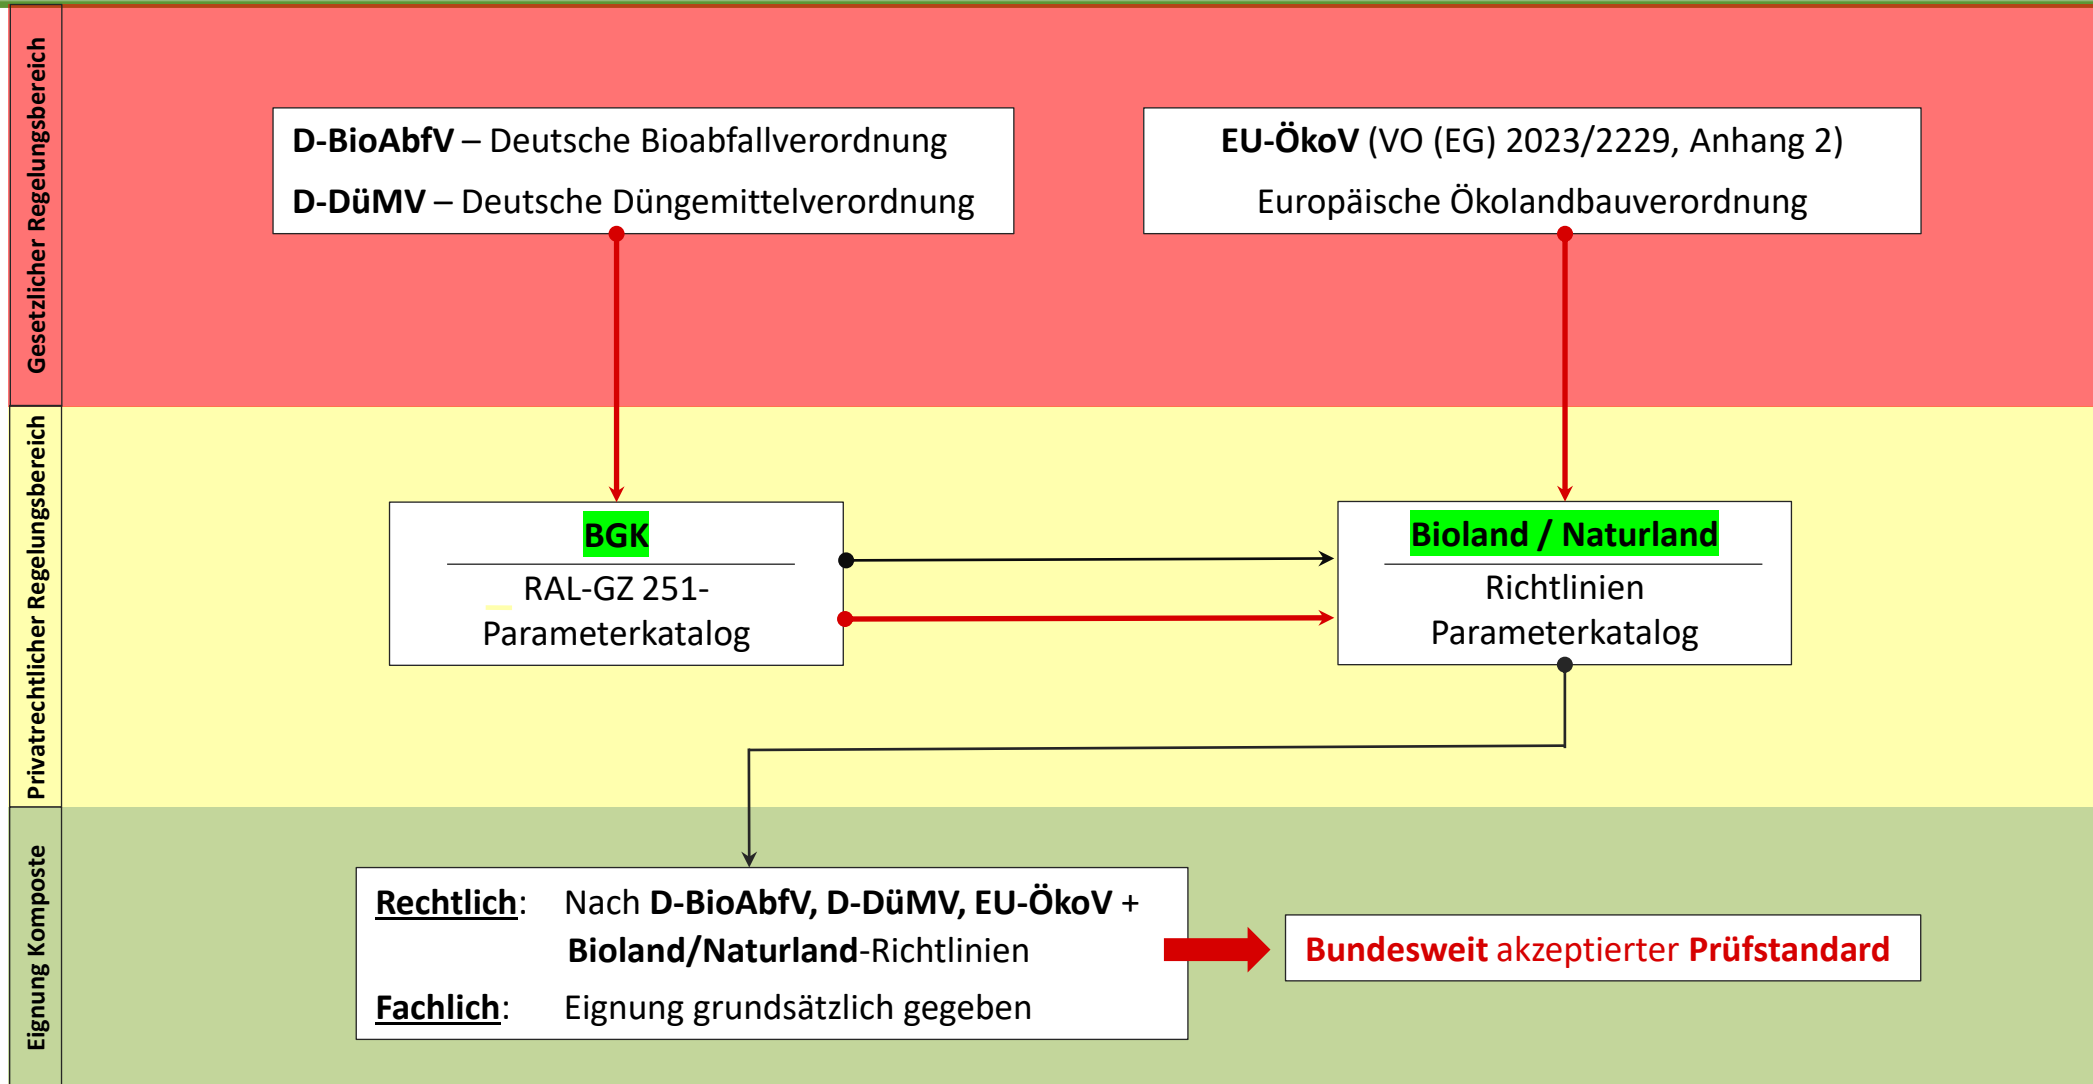 Gesetzlicher Regelungsbereich
D-BioAbfV – Deutsche Bioabfallverordnung
D-DüMV – Deutsche Düngemittelverordnung
EU-ÖkoV (VO (EG) 2023/2229, Anhang 2)
Europäische Ökolandbauverordnung
Privatrechtlicher Regelungsbereich
BGK
RAL-GZ 251-
Parameterkatalog
Bioland / Naturland
Richtlinien
Parameterkatalog
Eignung Komposte
Rechtlich: Nach D-BioAbfV, D-DüMV, EU-ÖkoV +
Bioland/Naturland-Richtlinien
Fachlich: Eignung grundsätzlich gegeben
Bundesweit akzeptierter Prüfstandard